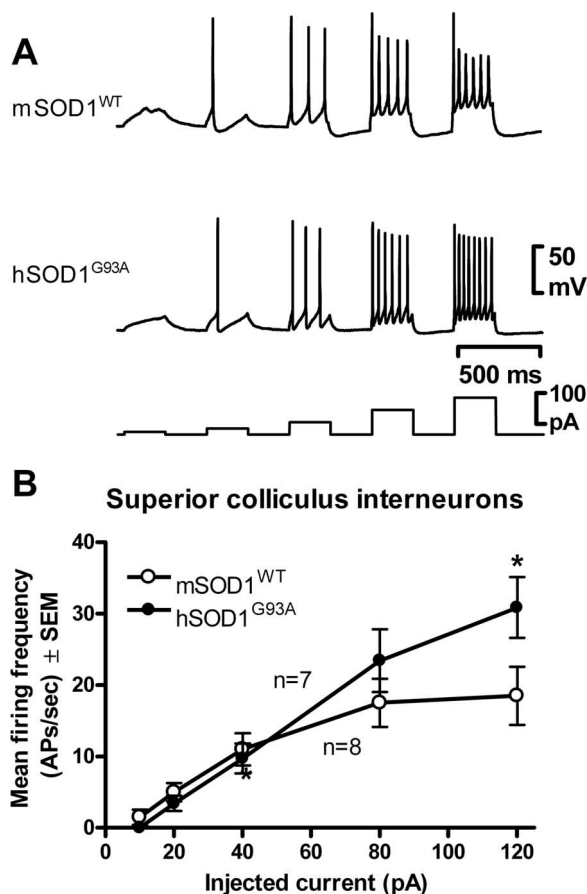 A
mSOD1WT
hSOD1G93A
50
mV
500 ms
100
pA
B
Superior colliculus interneurons
Mean firing frequency
(APs/sec) ± SEM
40
30
20
10
0
mSOD1WT
hSOD1G93A
n=7
n=8
*
*
0 20 40 60 80 100 120
Injected current (pA)